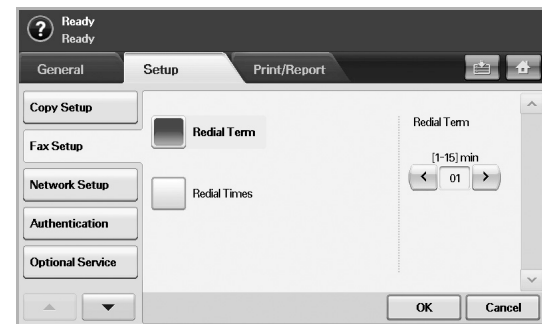 ?
Ready
Ready
General
Setup
Print/Report
Copy Setup
Fax Setup
Network Setup
Authentication
Optional Service
Redial Term
Redial Times
Redial Term
[1-15] min
< 01 >
OK
Cancel